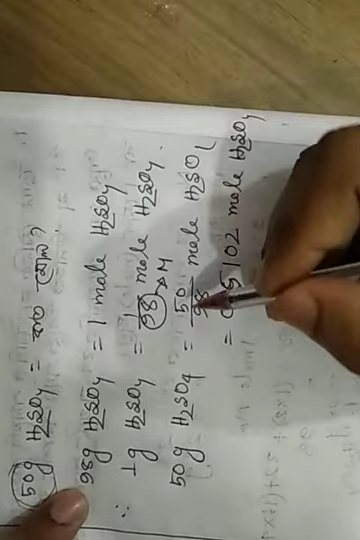 50g H2SO4 = কত মোল?
98g H2SO4 = 1 mole H2SO4
∴ 1g H2SO4 = 1/98 mole H2SO4.
→ M
50g H2SO4 = 50/98 mole H2SO4
= 0.5102 mole H2SO4